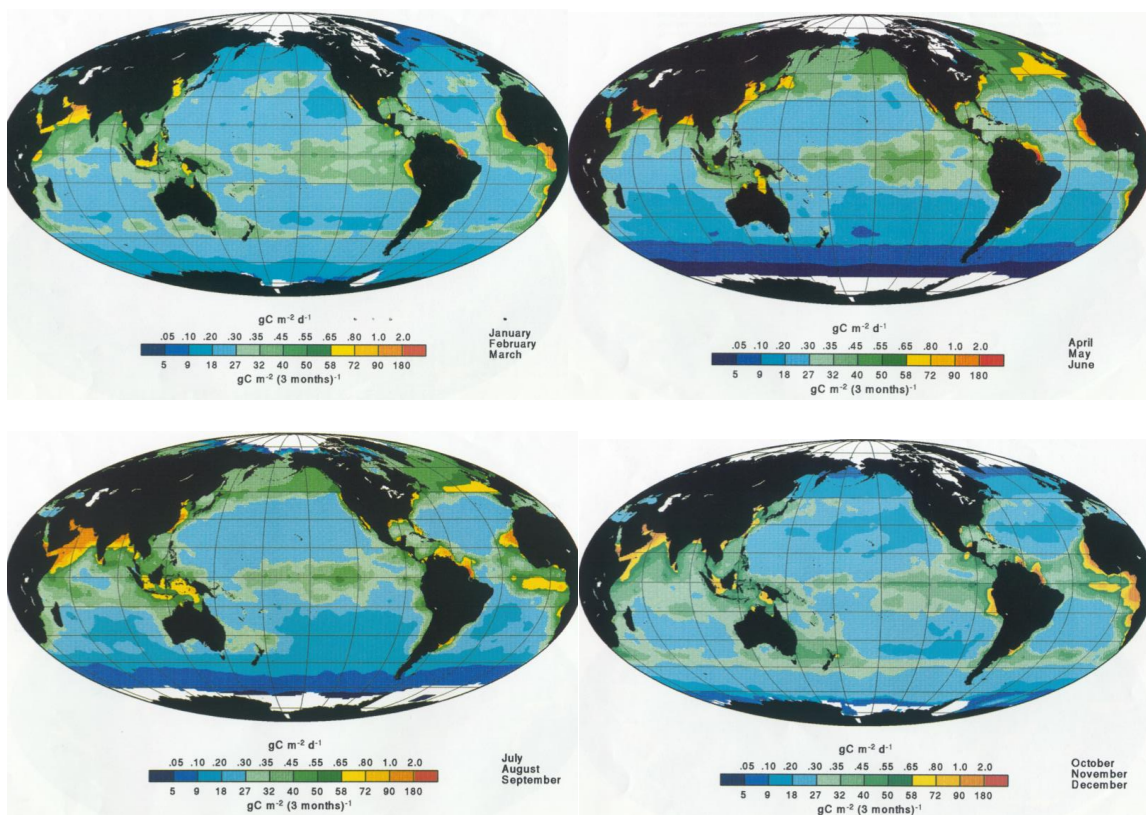 gC m⁻² d⁻¹
.05 .10 .20 .30 .35 .45 .55 .65 .80 1.0 2.0
5 9 18 27 32 40 50 58 72 90 180
gC m⁻² (3 months)⁻¹
January
February
March
gC m⁻² d⁻¹
.05 .10 .20 .30 .35 .45 .55 .65 .80 1.0 2.0
5 9 18 27 32 40 50 58 72 90 180
gC m⁻² (3 months)⁻¹
April
May
June
gC m⁻² d⁻¹
.05 .10 .20 .30 .35 .45 .55 .65 .80 1.0 2.0
5 9 18 27 32 40 50 58 72 90 180
gC m⁻² (3 months)⁻¹
July
August
September
gC m⁻² d⁻¹
.05 .10 .20 .30 .35 .45 .55 .65 .80 1.0 2.0
5 9 18 27 32 40 50 58 72 90 180
gC m⁻² (3 months)⁻¹
October
November
December